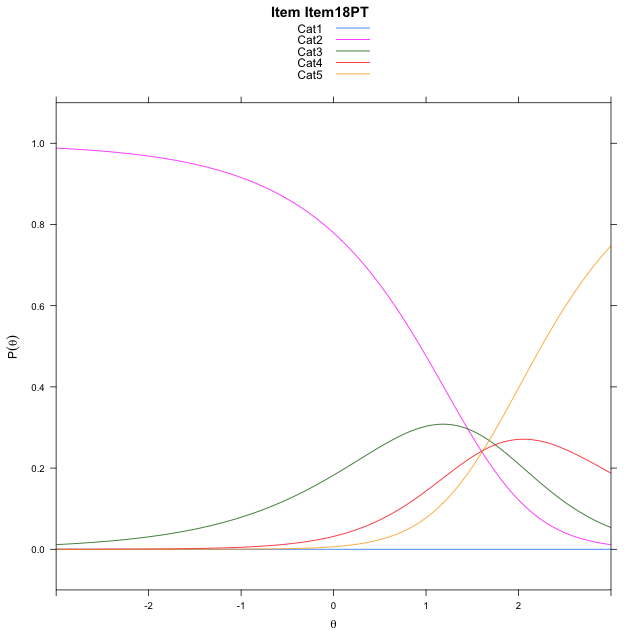 Item Item18PT
Cat1
Cat2
Cat3
Cat4
Cat5
1.0
0.8
0.6
0.4
0.2
0.0
P(θ)
-2 -1 0 1 2
θ